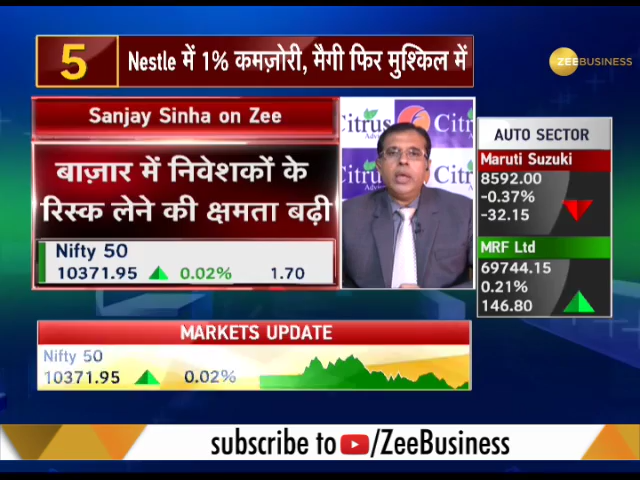 5
Nestle में 1% कमज़ोरी, मैगी फिर मुश्किल में
ZEEBUSINESS
Sanjay Sinha on Zee
बाज़ार में निवेशकों के
रिस्क लेने की क्षमता बढ़ी
Nifty 50
10371.95 0.02% 1.70
Citrus
Citr
AUTO SECTOR
Maruti Suzuki
8592.00
-0.37%
-32.15
MRF Ltd
69744.15
0.21%
146.80
MARKETS UPDATE
Nifty 50
10371.95 0.02%
subscribe to /ZeeBusiness